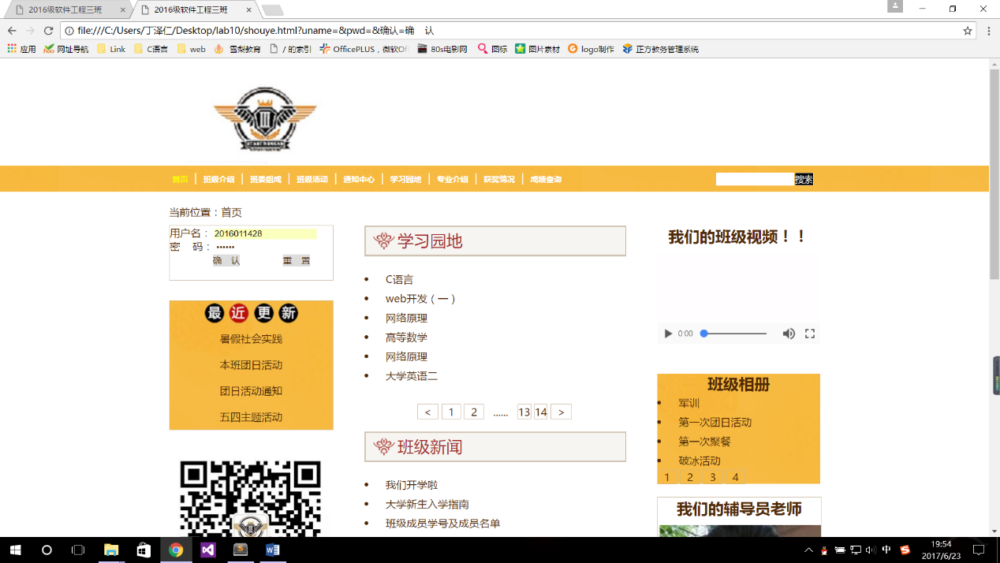 2016级软件工程三班 × 2016级软件工程三班 ×
file:///C:/Users/丁泽仁/Desktop/lab10/shouye.html?uname=&pwd=&确认=确 认
应用 网址导航 Link C语言 web 雪梨教育 / 的索引 OfficePLUS，微软Of 80s电影网 图标 图片素材 logo制作 正方教务管理系统
首页 班级介绍 班委组成 班级活动 通知中心 学习园地 专业介绍 获奖情况 成绩查询 搜索
当前位置：首页
用户名： 2016011428
密 码： ••••••
确 认 重 置
最近更新
暑假社会实践
本班团日活动
团日活动通知
五四主题活动
学习园地
• C语言
• web开发（一）
• 网络原理
• 高等数学
• 网络原理
• 大学英语二
< 1 2 ...... 13 14 >
班级新闻
• 我们开学啦
• 大学新生入学指南
• 班级成员学号及成员名单
我们的班级视频！！
0:00
班级相册
• 军训
• 第一次团日活动
• 第一次聚餐
• 破冰活动
1 2 3 4
我们的辅导员老师
中
19:54
2017/6/23